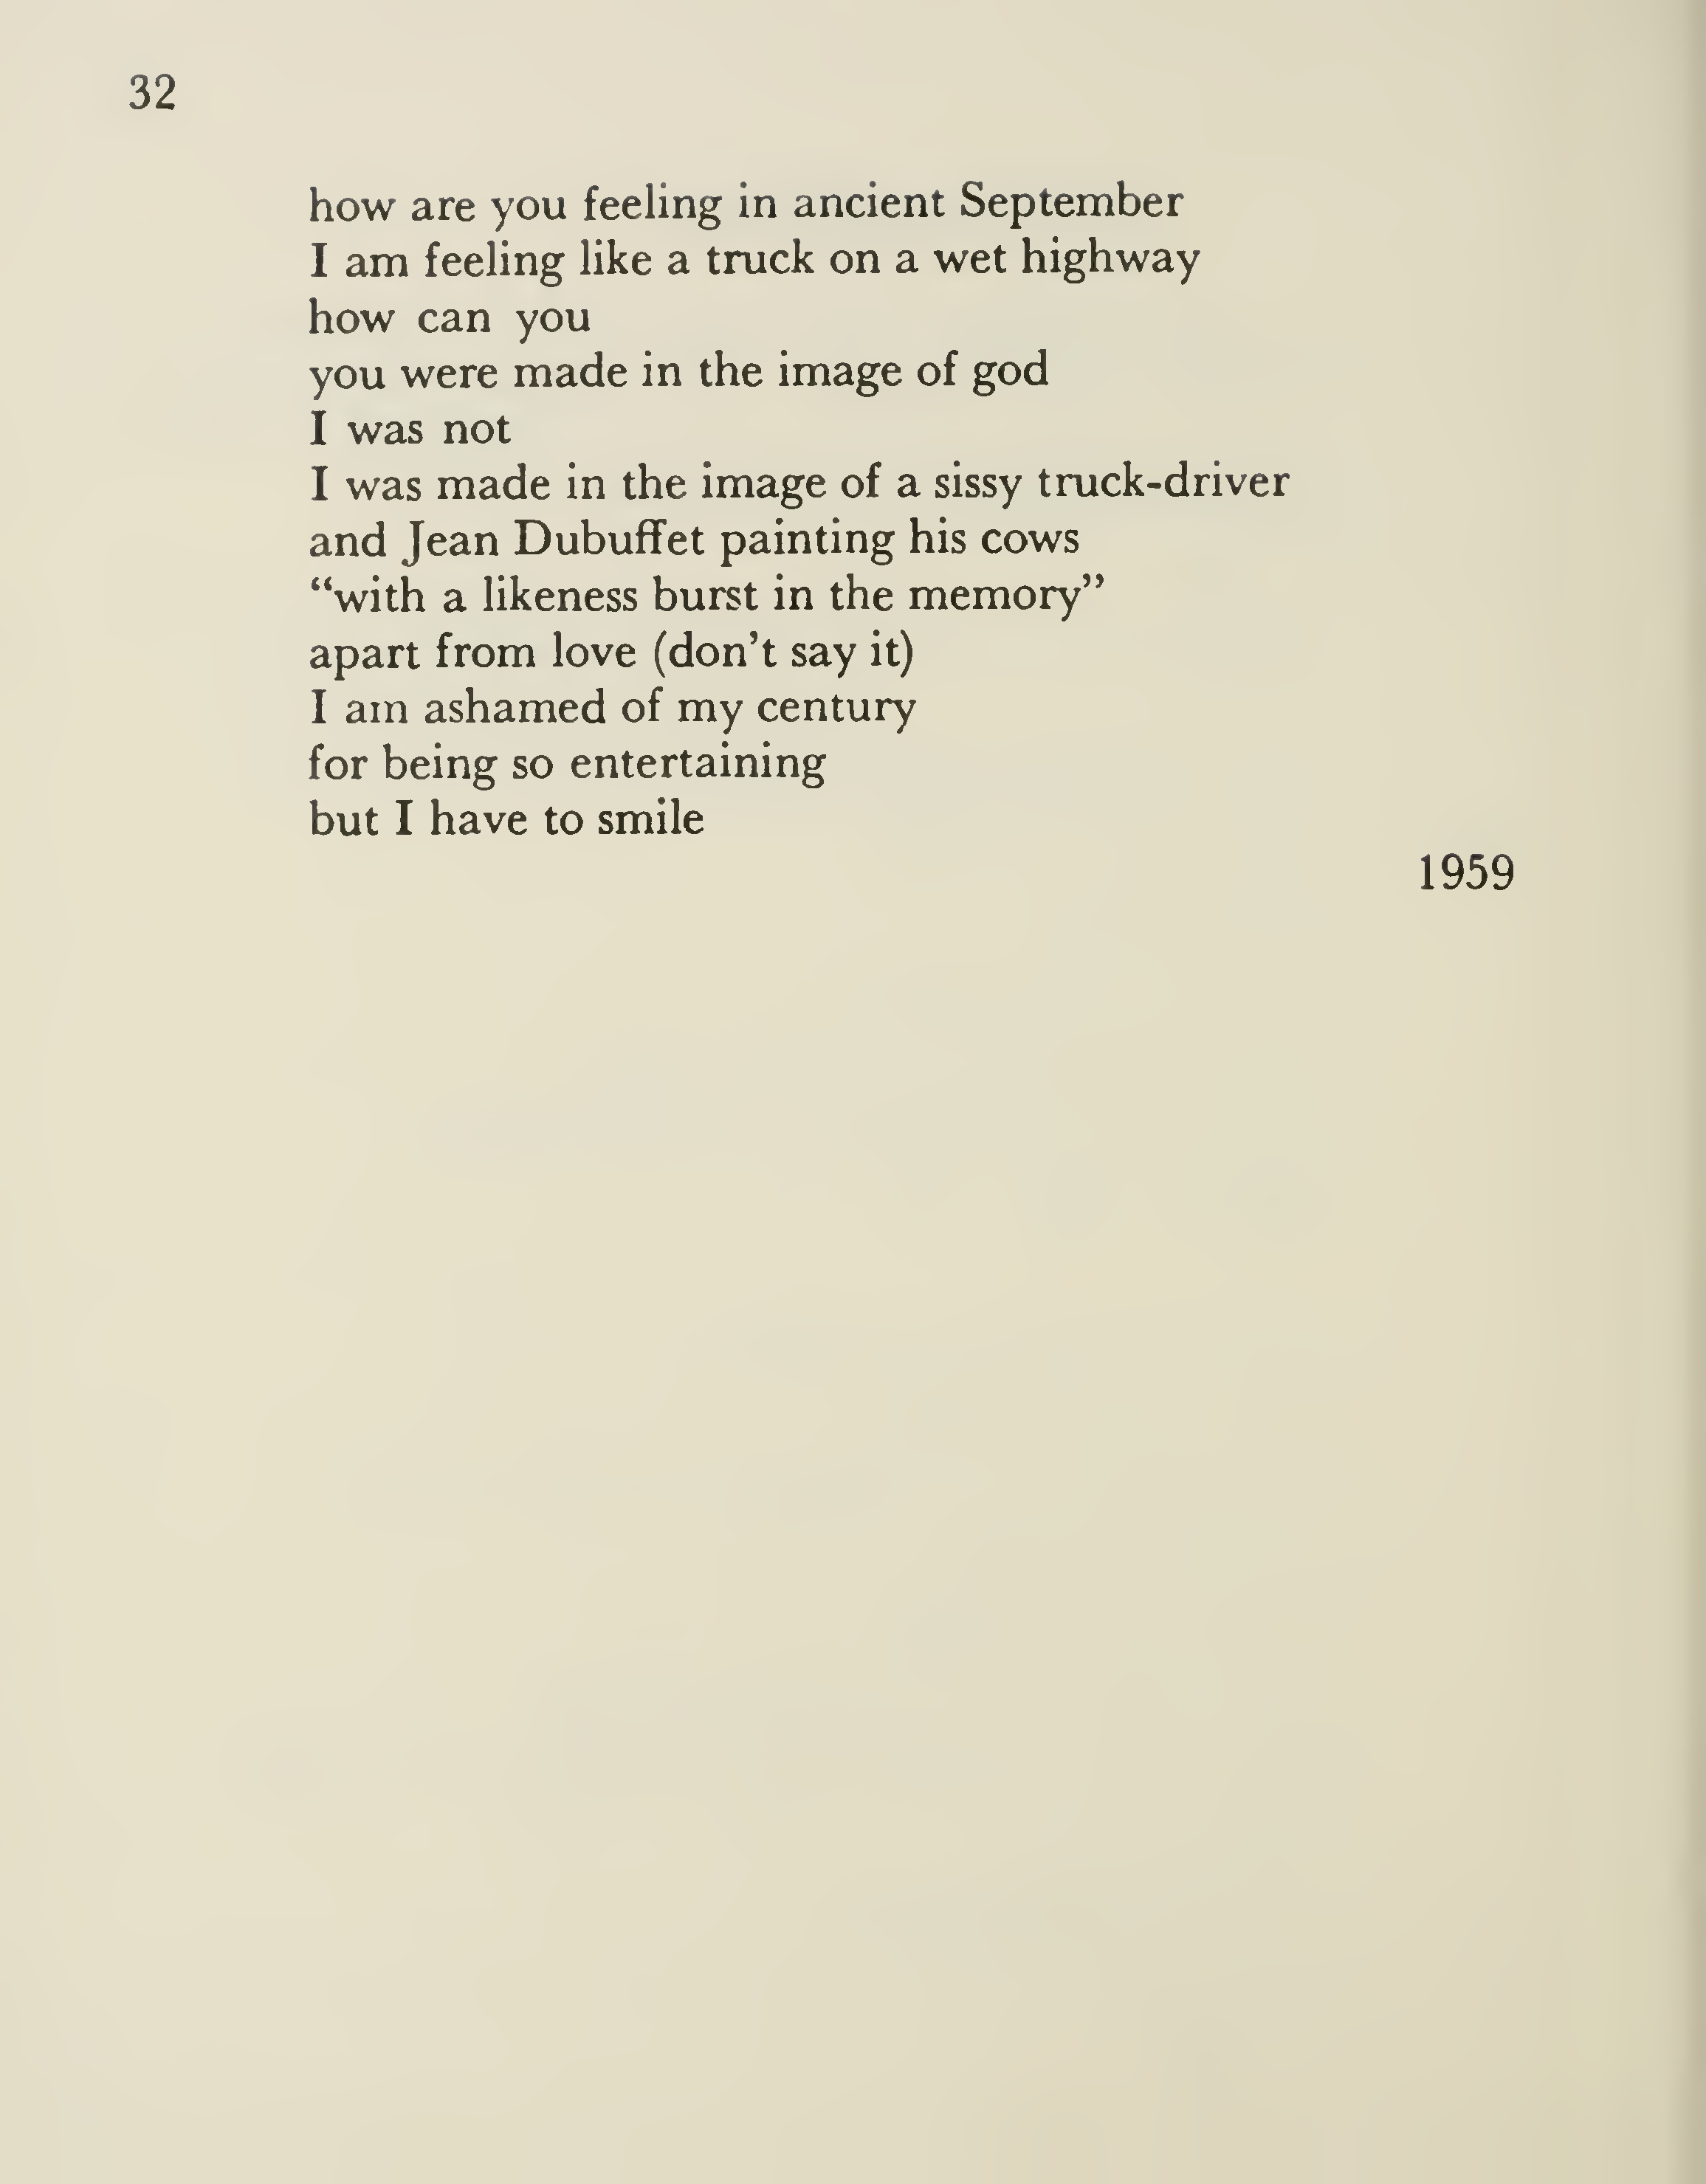 32
how are you feeling in ancient September
I am feeling like a truck on a wet highway
how can you
you were made in the image of god
I was not
I was made in the image of a sissy truck-driver
and Jean Dubuffet painting his cows
“with a likeness burst in the memory”
apart from love (don’t say it)
I am ashamed of my century
for being so entertaining
but I have to smile
1959